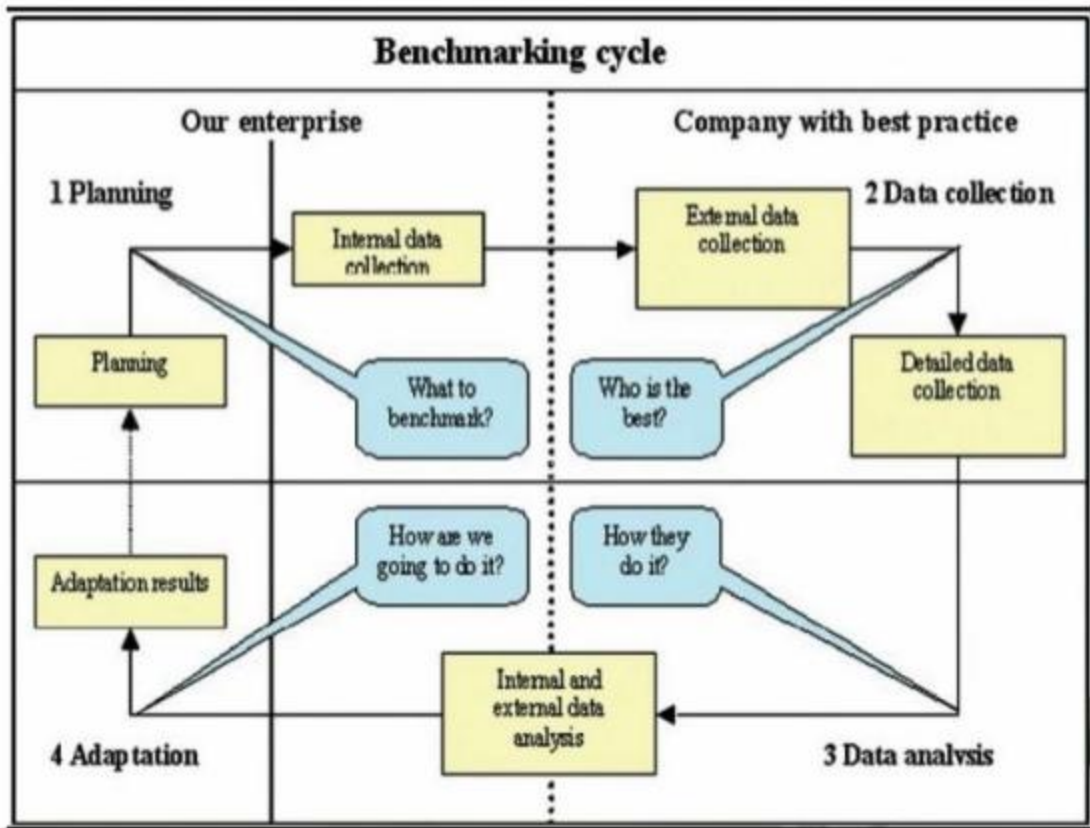 Benchmarking cycle
Our enterprise
Company with best practice
1 Planning
2 Data collection
Internal data
collection
External data
collection
Planning
What to
benchmark?
Who is the
best?
Detailed data
collection
How are we
going to do it?
How they
do it?
Adaptation results
Internal and
external data
analysis
4 Adaptation
3 Data analysis